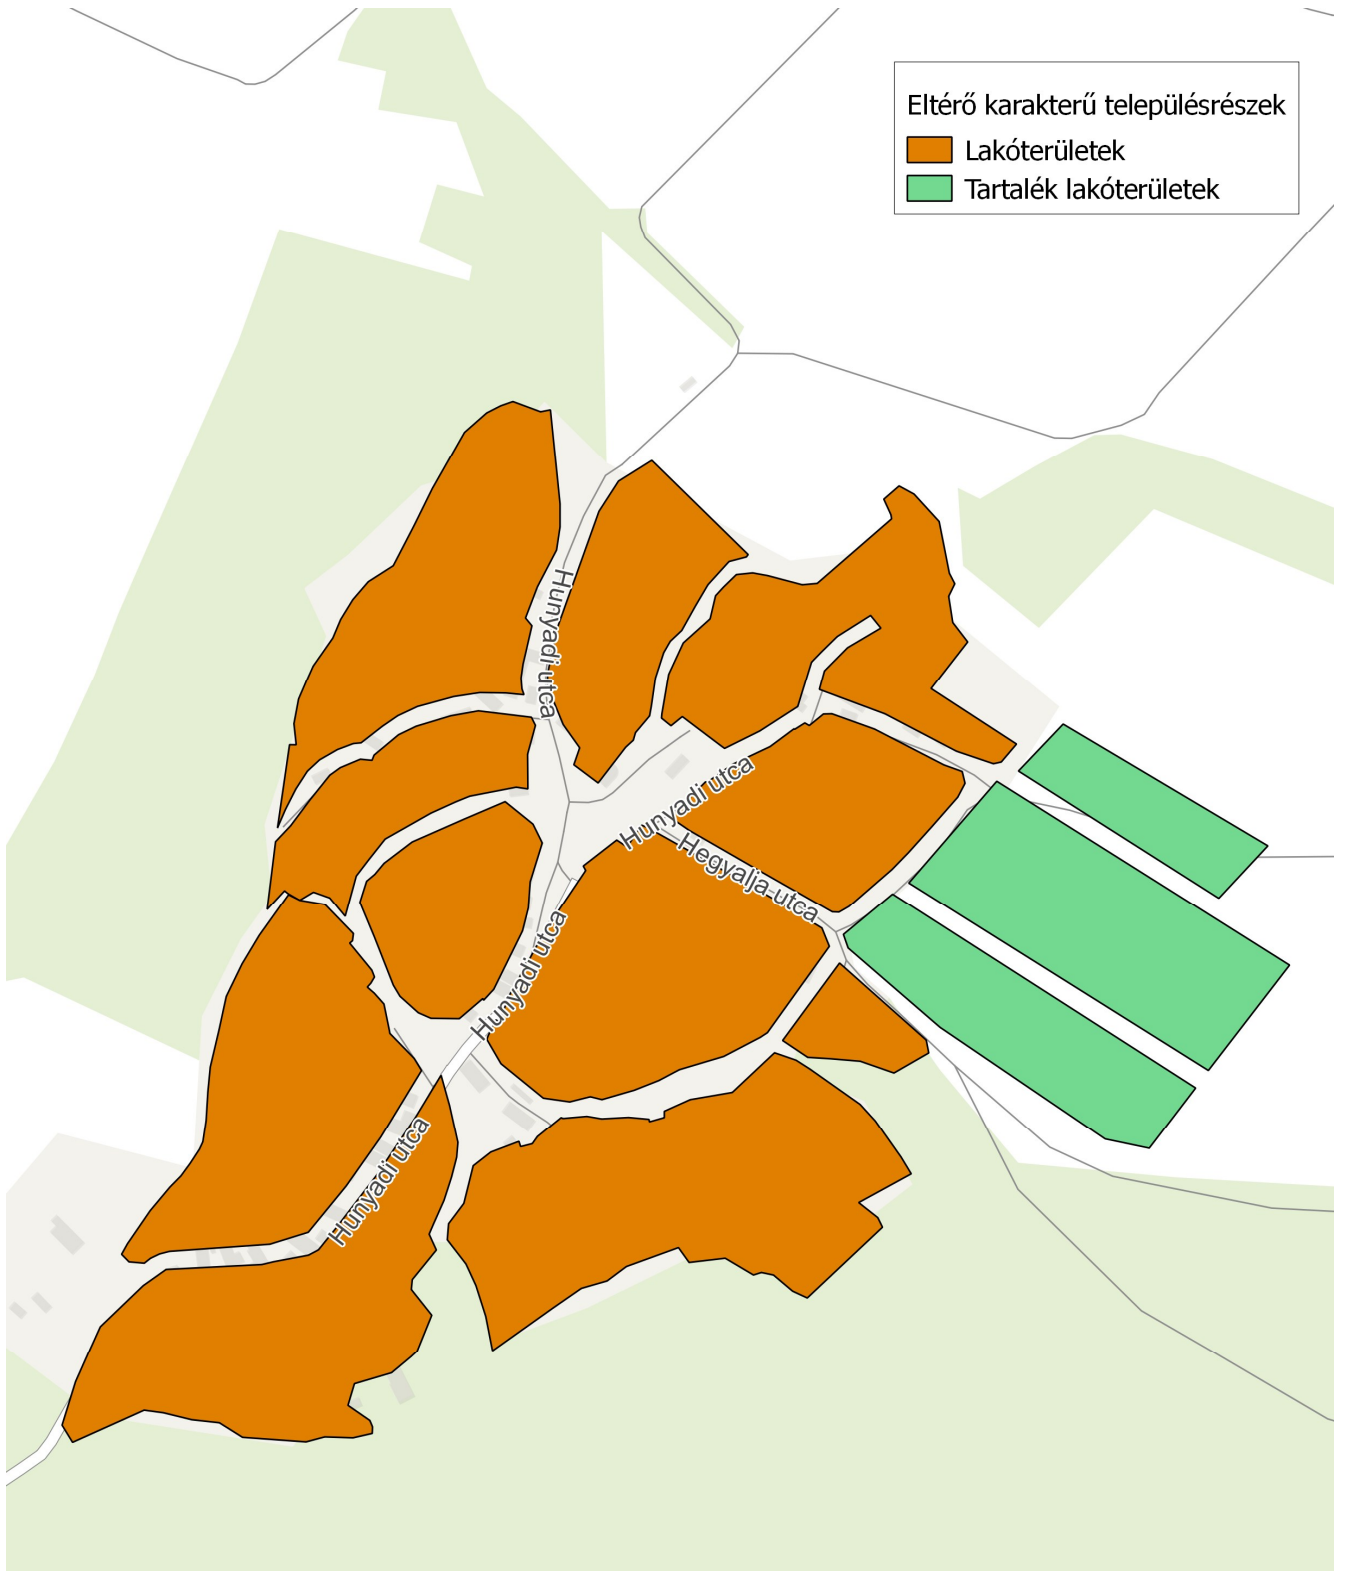 Eltérő karakterű településrészek
Lakóterületek
Tartalék lakóterületek
Hunyadi utca
Hunyadi utca
Hegyalja utca
Hunyadi utca
Hunyadi utca